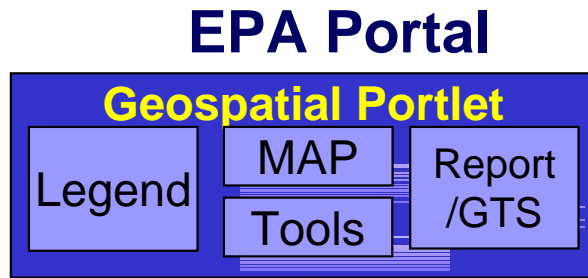 EPA Portal
Geospatial Portlet
Legend
MAP
Tools
Report
/GTS